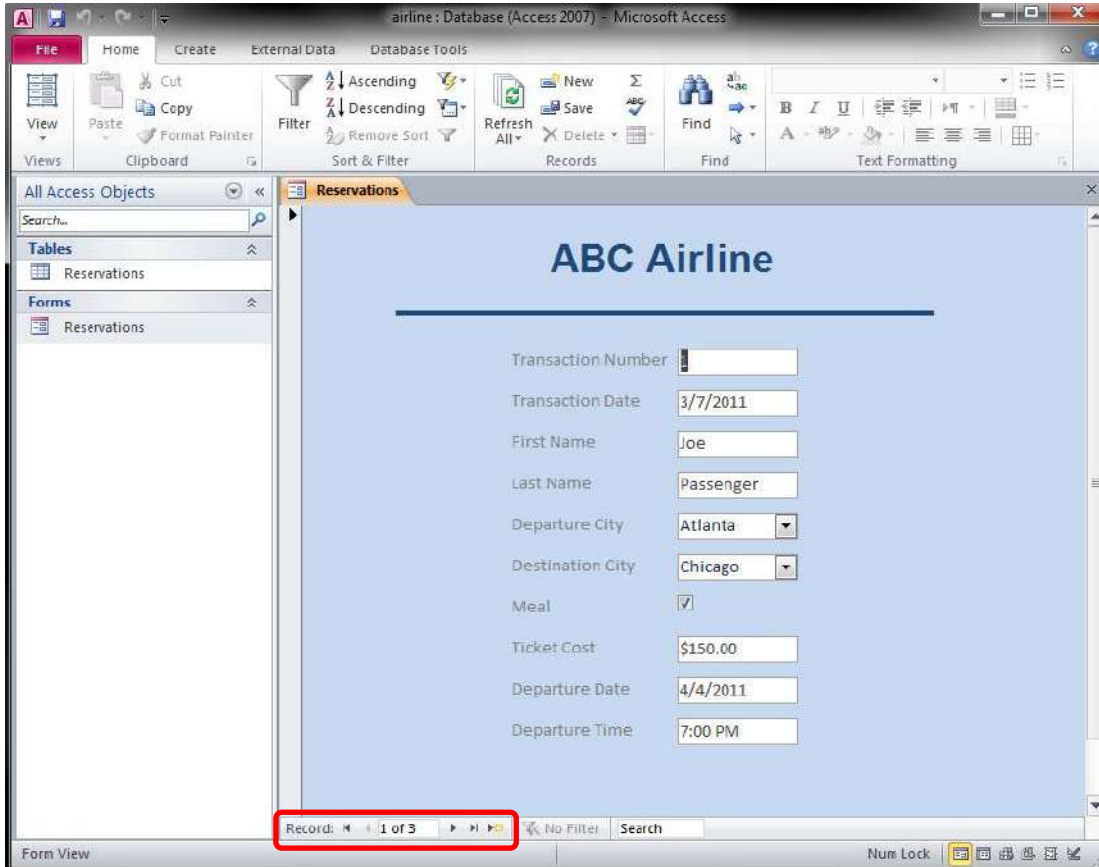 airline : Database (Access 2007) - Microsoft Access
File Home Create External Data Database Tools
View
Views
Paste
Cut
Copy
Format Painter
Clipboard
Filter
Ascending
Descending
Remove Sort
Sort & Filter
Refresh All
New
Save
Delete
Records
Find
Find
B I U
A
Text Formatting
All Access Objects
Search...
Tables
Reservations
Forms
Reservations
Reservations
ABC Airline
Transaction Number
Transaction Date 3/7/2011
First Name Joe
Last Name Passenger
Departure City Atlanta
Destination City Chicago
Meal
Ticket Cost $150.00
Departure Date 4/4/2011
Departure Time 7:00 PM
Record: 1 of 3 No Filter Search
Form View Num Lock